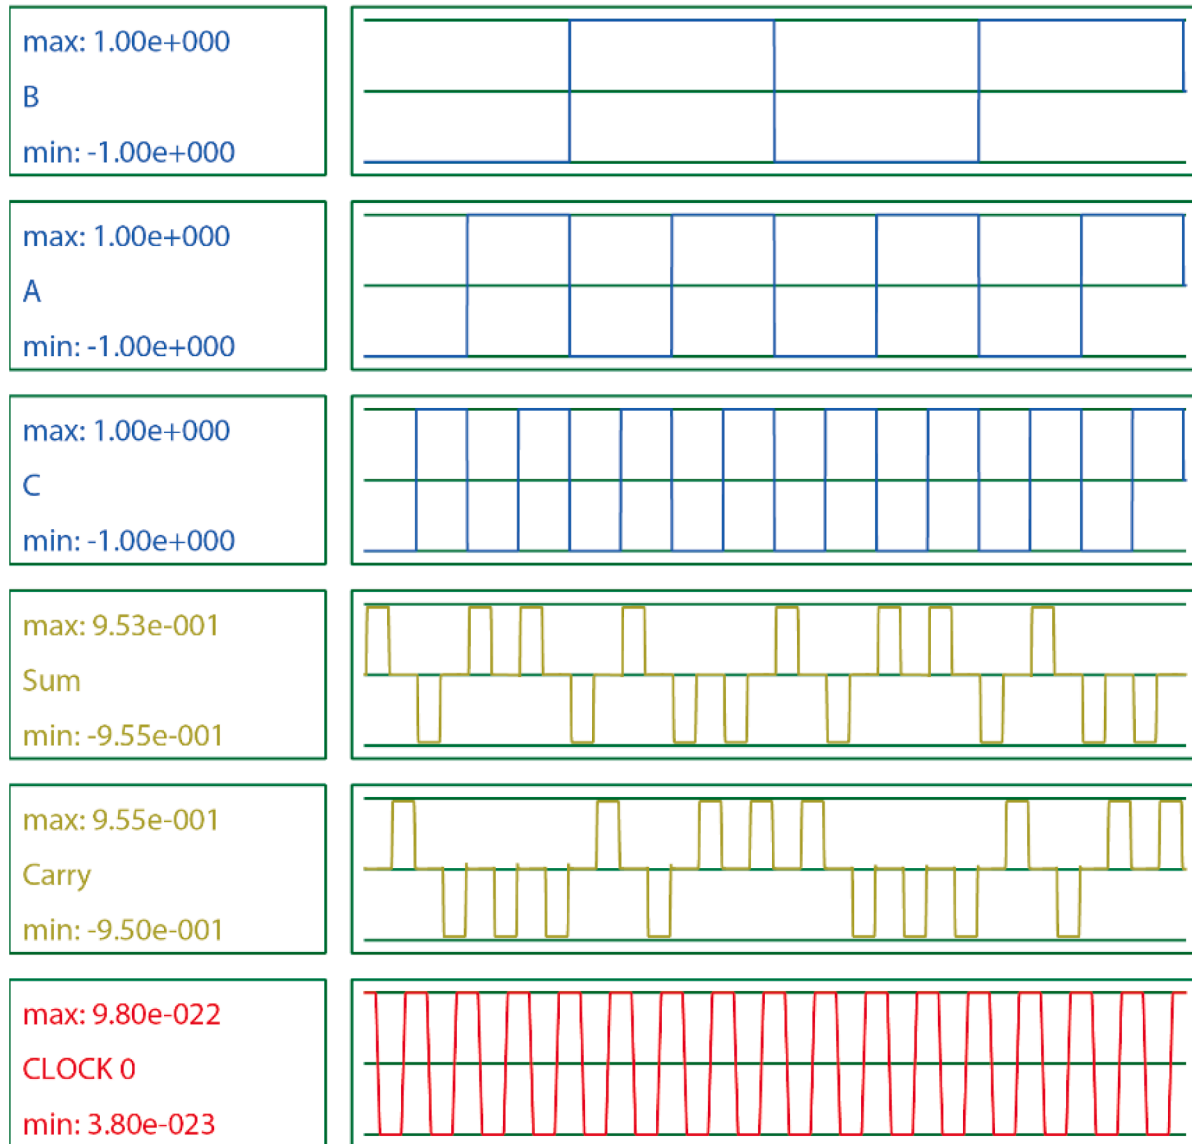 max: 1.00e+000
B
min: -1.00e+000
max: 1.00e+000
A
min: -1.00e+000
max: 1.00e+000
C
min: -1.00e+000
max: 9.53e-001
Sum
min: -9.55e-001
max: 9.55e-001
Carry
min: -9.50e-001
max: 9.80e-022
CLOCK 0
min: 3.80e-023